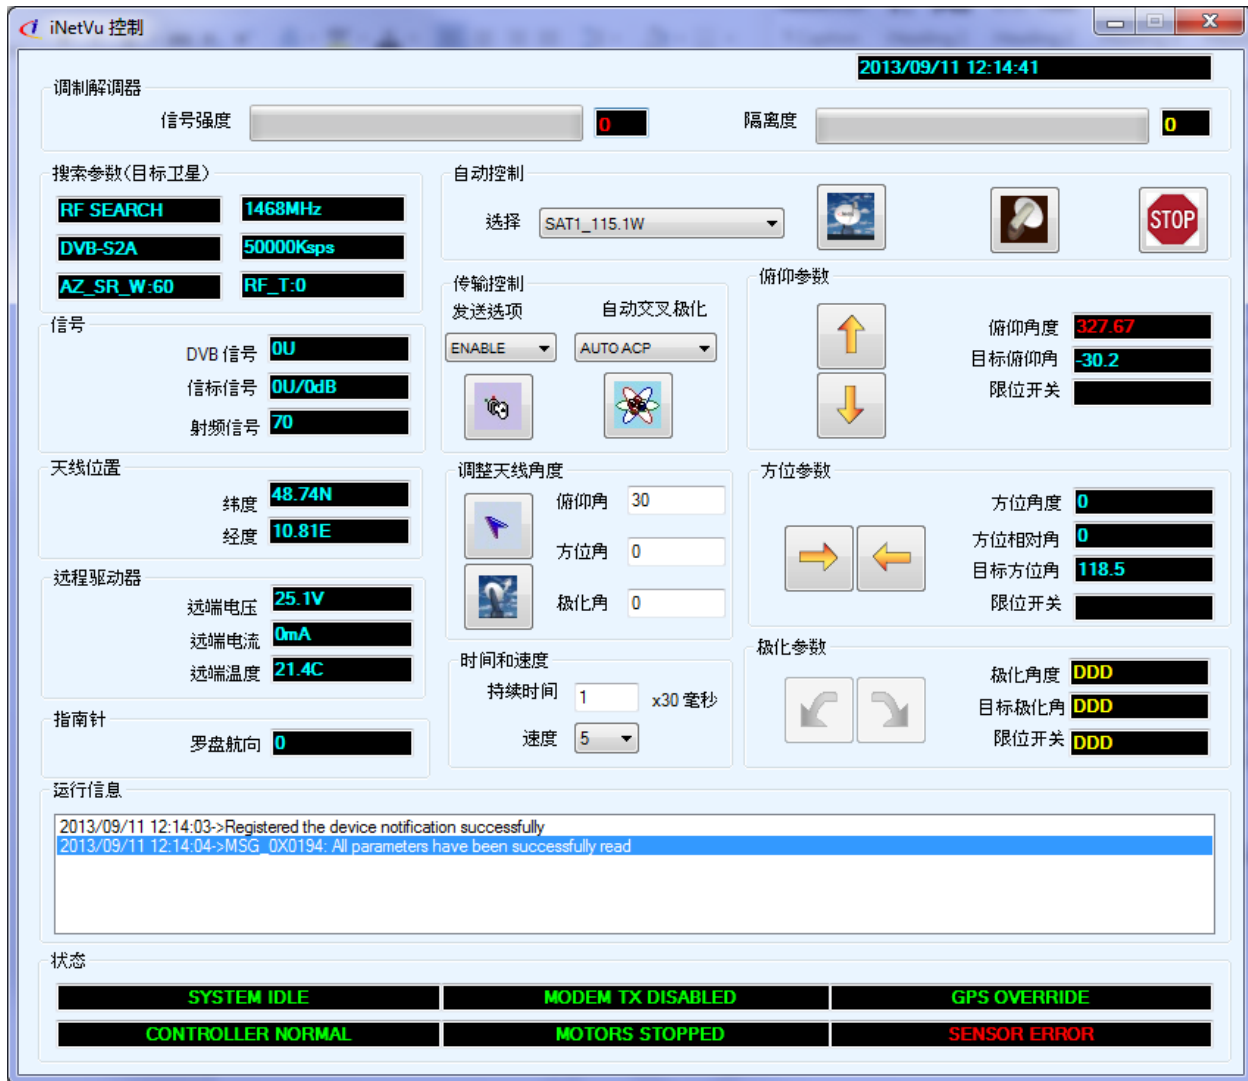 iNetVu 控制
2013/09/11 12:14:41
调制解调器
信号强度 0 隔离度 0
搜索参数(目标卫星)
RF SEARCH 1468MHz
DVB-S2A 50000Ksps
AZ_SR_W:60 RF_T:0
自动控制
选择 SAT1_115.1W STOP
信号
DVB 信号 0U
信标信号 0U/0dB
射频信号 70
传输控制
发送选项 自动交叉极化
ENABLE AUTO ACP
俯仰参数
俯仰角度 327.67
目标俯仰角 -30.2
限位开关
天线位置
纬度 48.74N
经度 10.81E
调整天线角度
俯仰角 30
方位角 0
极化角 0
方位参数
方位角度 0
方位相对角 0
目标方位角 118.5
限位开关
远程驱动器
远端电压 25.1V
远端电流 0mA
远端温度 21.4C
时间和速度
持续时间 1 x30 毫秒
速度 5
极化参数
极化角度 DDD
目标极化角 DDD
限位开关 DDD
指南针
罗盘航向 0
运行信息
2013/09/11 12:14:03->Registered the device notification successfully
2013/09/11 12:14:04->MSG_0X0194: All parameters have been successfully read
状态
SYSTEM IDLE MODEM TX DISABLED GPS OVERRIDE
CONTROLLER NORMAL MOTORS STOPPED SENSOR ERROR